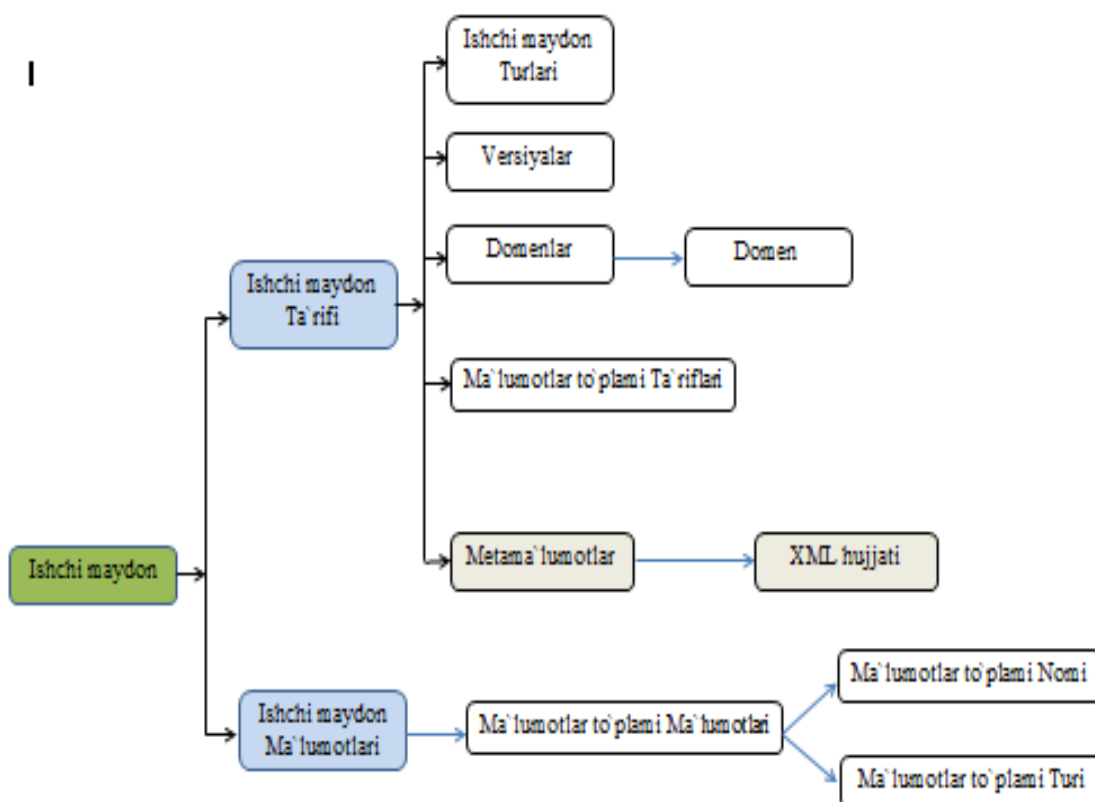 I
Ishchi maydon
Turlari
Versiyalar
Domenlar
Domen
Ishchi maydon
Ta`rifi
Ma`lumotlar to`plami Ta`riflari
Ishchi maydon
Metama`lumotlar
XML hujjati
Ishchi maydon
Ma`lumotlari
Ma`lumotlar to`plami Ma`lumotlari
Ma`lumotlar to`plami Nomi
Ma`lumotlar to`plami Turi